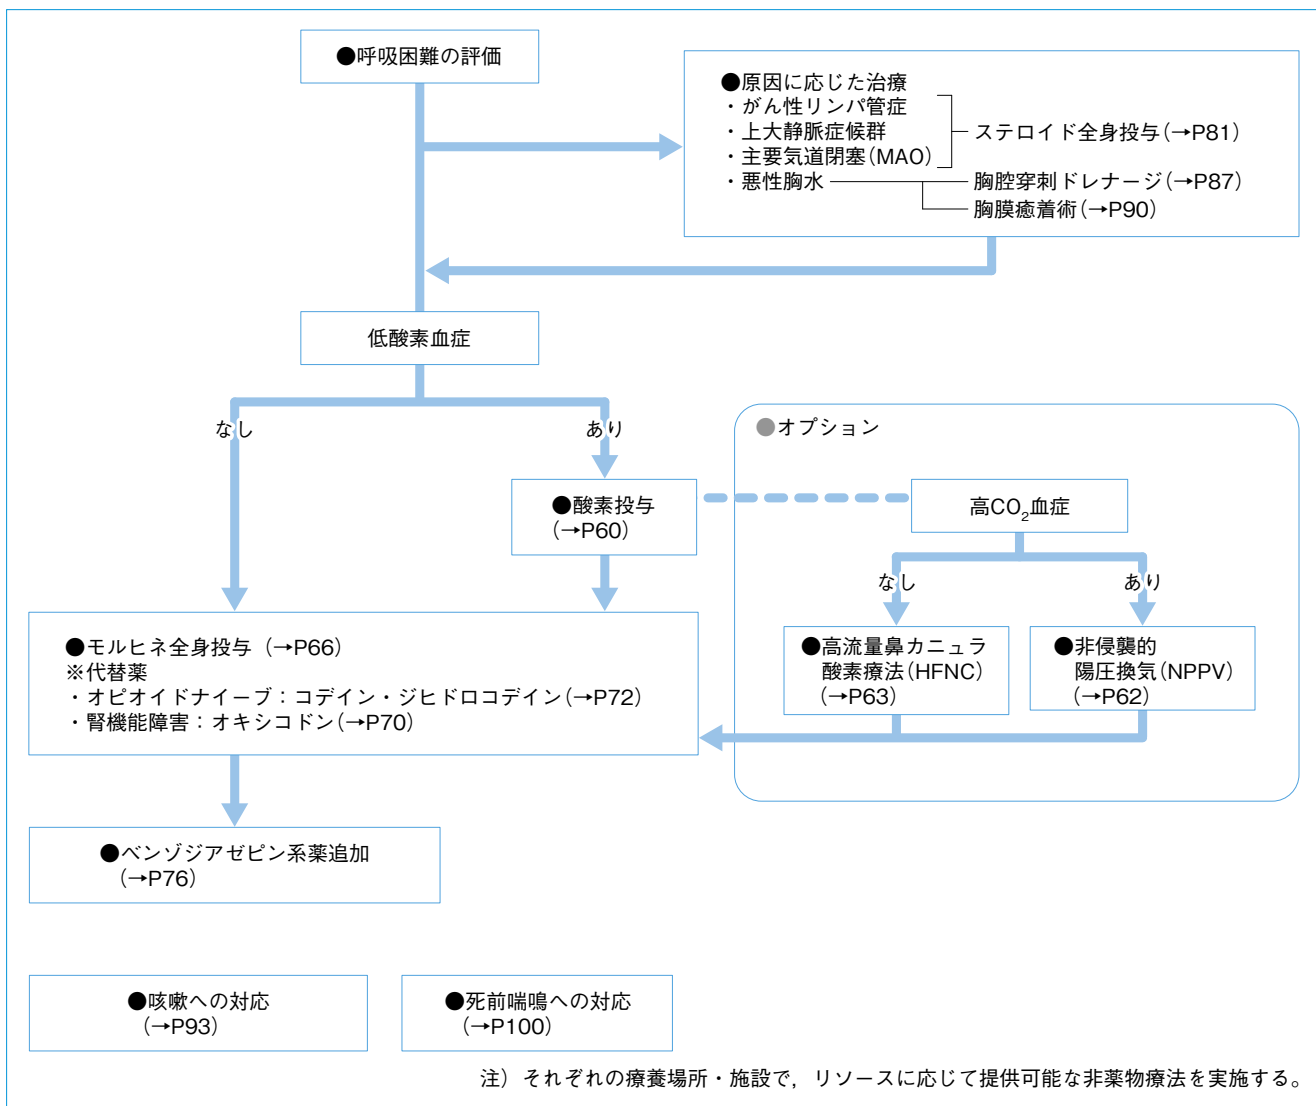 ●呼吸困難の評価
●原因に応じた治療
・がん性リンパ管症
・上大静脈症候群
・主要気道閉塞(MAO)
ステロイド全身投与(→P81)
・悪性胸水
胸腔穿刺ドレナージ(→P87)
胸膜癒着術(→P90)
低酸素血症
なし
あり
●オプション
●酸素投与
(→P60)
高CO₂血症
なし
あり
●モルヒネ全身投与(→P66)
※代替薬
・オピオイドナイーブ：コデイン・ジヒドロコデイン(→P72)
・腎機能障害：オキシコドン(→P70)
●高流量鼻カニュラ
酸素療法(HFNC)
(→P63)
●非侵襲的
陽圧換気(NPPV)
(→P62)
●ベンゾジアゼピン系薬追加
(→P76)
●咳嗽への対応
(→P93)
●死前喘鳴への対応
(→P100)
注）それぞれの療養場所・施設で，リソースに応じて提供可能な非薬物療法を実施する。